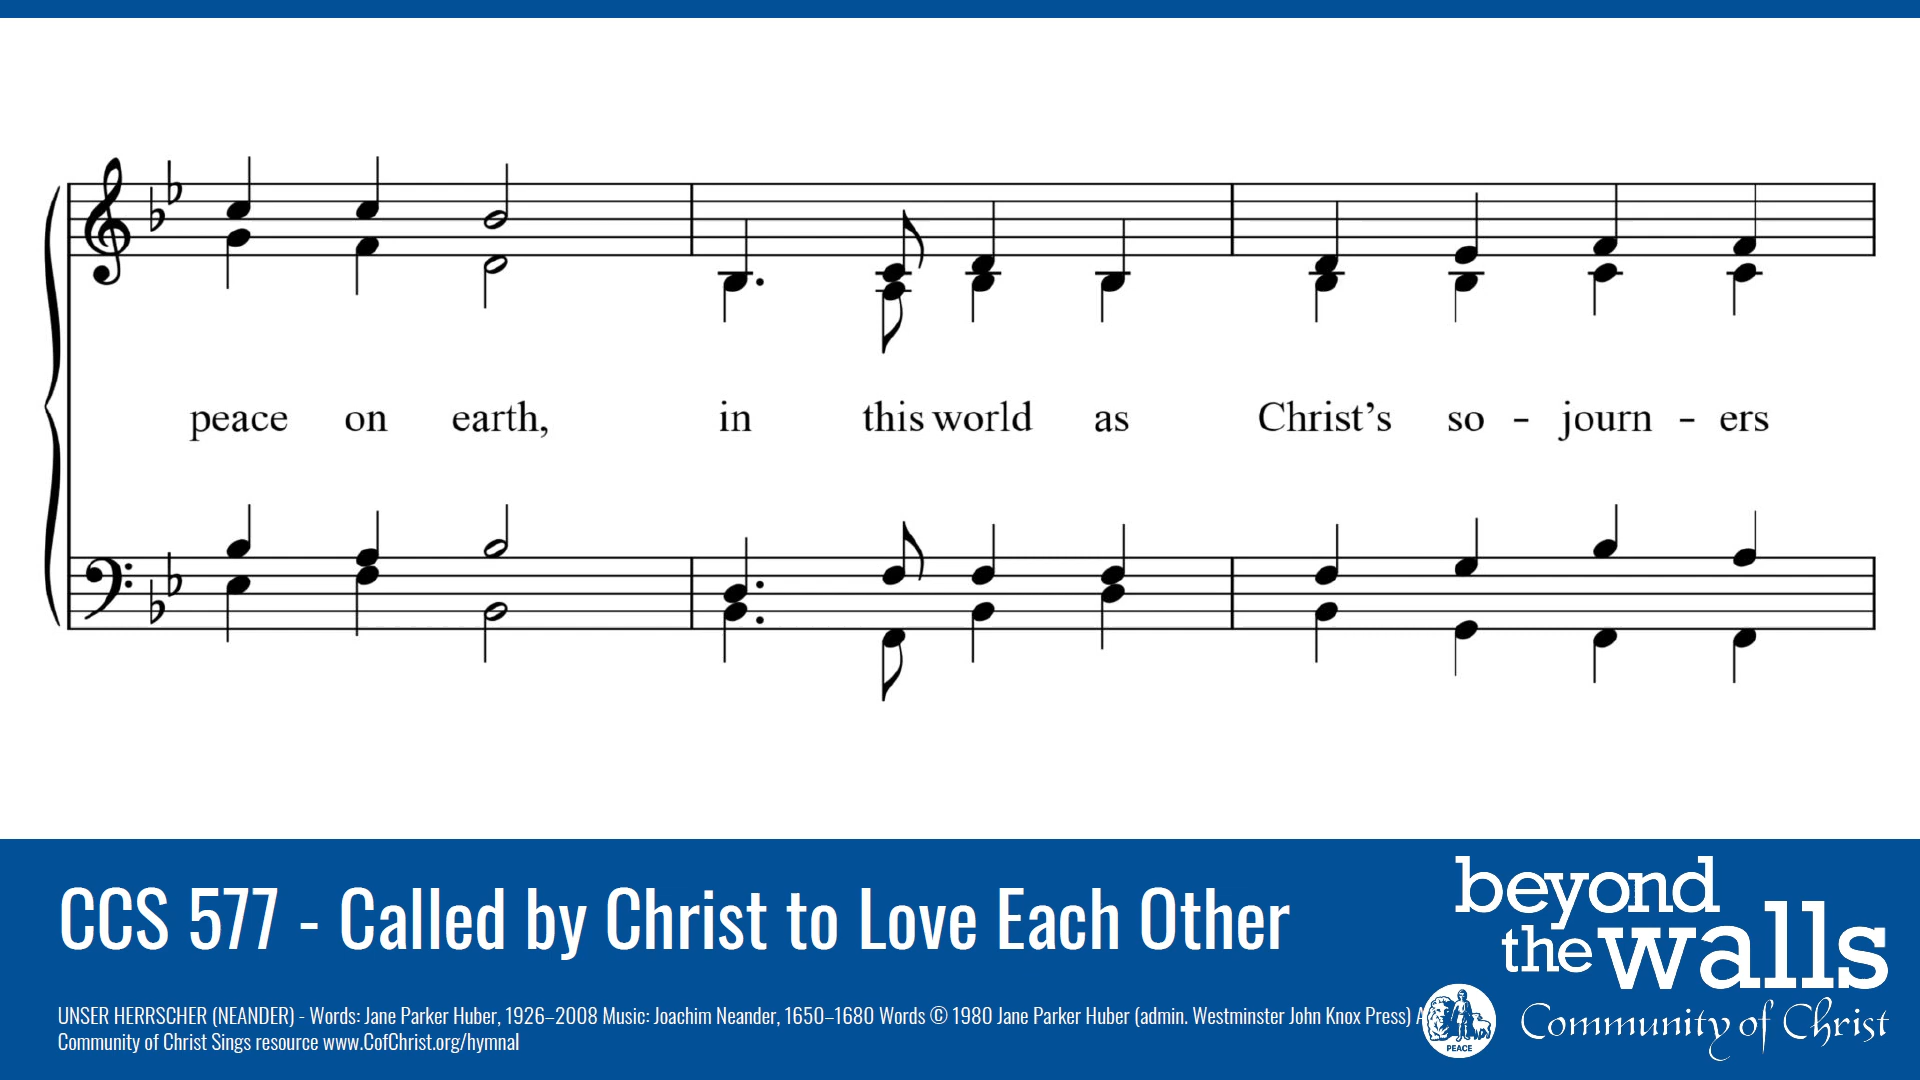 peace on earth, in this world as Christ's so - journ - ers
CCS 577 - Called by Christ to Love Each Other
beyond
the walls
UNSER HERRSCHER (NEANDER) - Words: Jane Parker Huber, 1926–2008 Music: Joachim Neander, 1650–1680 Words © 1980 Jane Parker Huber (admin. Westminster John Knox Press) A
Community of Christ Sings resource www.CofChrist.org/hymnal
PEACE
Community of Christ